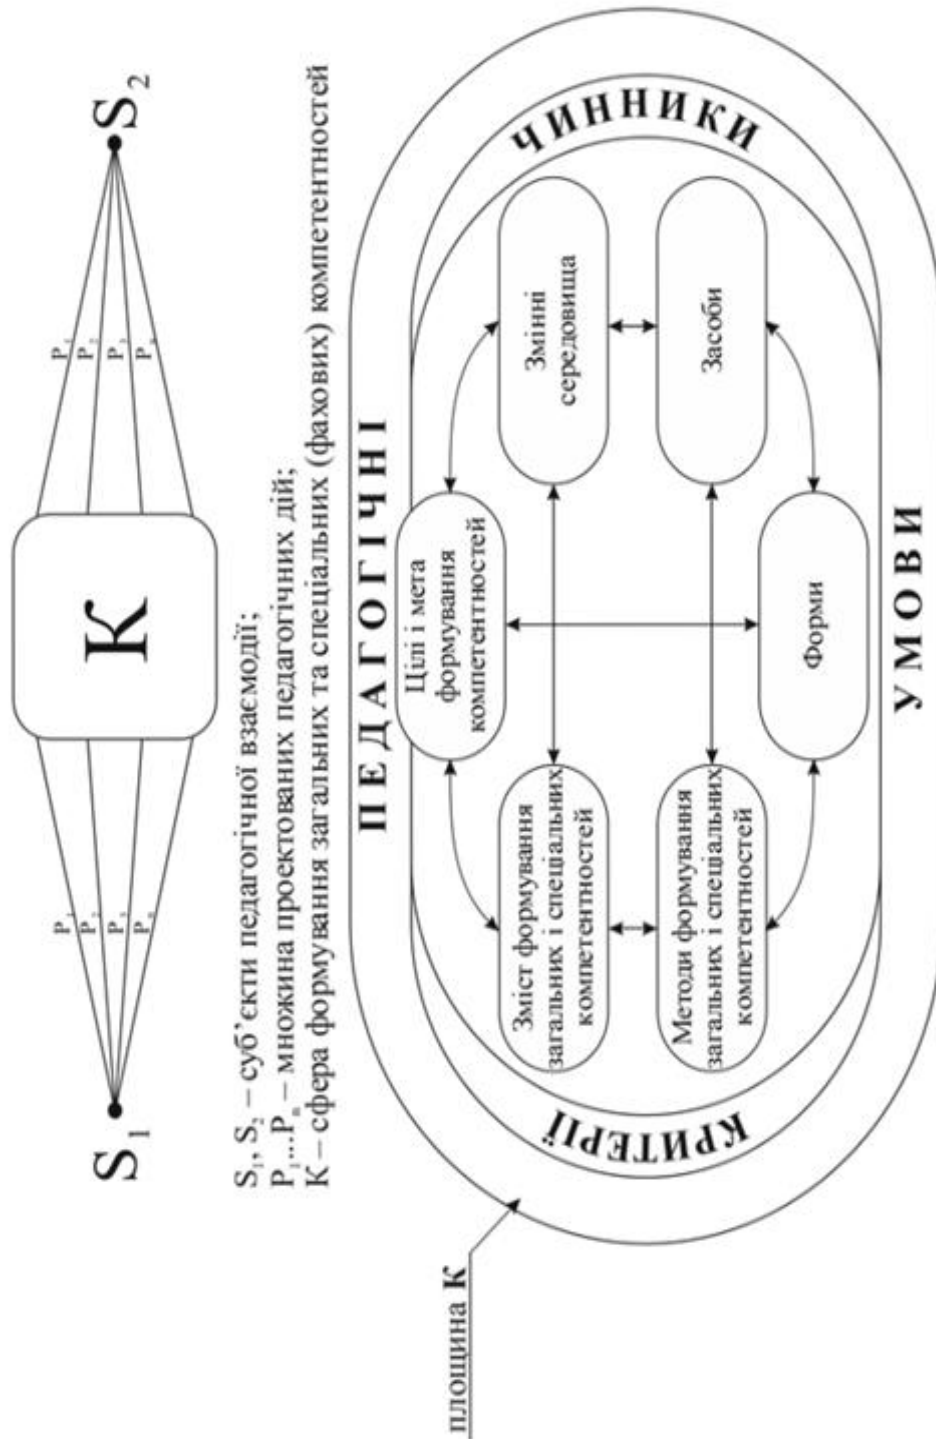 S₁
P₁
P₂
P₃
Pₙ
К
P₁
P₂
P₃
Pₙ
S₂
S₁, S₂ – суб’єкти педагогічної взаємодії;
P₁...Pₙ – множина проектованих педагогічних дій;
К – сфера формування загальних та спеціальних (фахових) компетентностей
площина К
ПЕДАГОГІЧНІ
КРИТЕРІЇ
ЧИННИКИ
Цілі і мета
формування
компетентностей
Зміст формування
загальних і спеціальних
компетентностей
Змінні
середовища
Методи формування
загальних і спеціальних
компетентностей
Засоби
Форми
УМОВИ